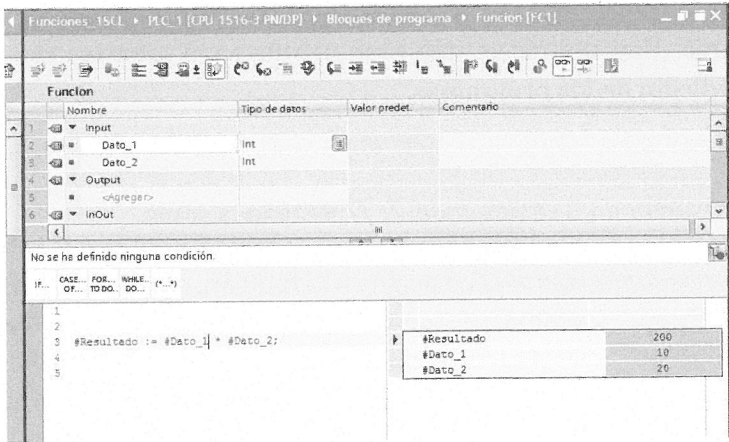 Funciones_1SCL ▸ PLC_1 [CPU 1516-3 PN/DP] ▸ Bloques de programa ▸ Funcion [FC1]
Funcion
Nombre Tipo de datos Valor predet. Comentario
1 Input
2 Dato_1 Int
3 Dato_2 Int
4 Output
5 <Agregar>
6 InOut
No se ha definido ninguna condición.
IF... CASE... OF... FOR... TO DO... WHILE... DO... (*...*)
1
2
3 #Resultado := #Dato_1 * #Dato_2;
4
5
#Resultado 200
#Dato_1 10
#Dato_2 20